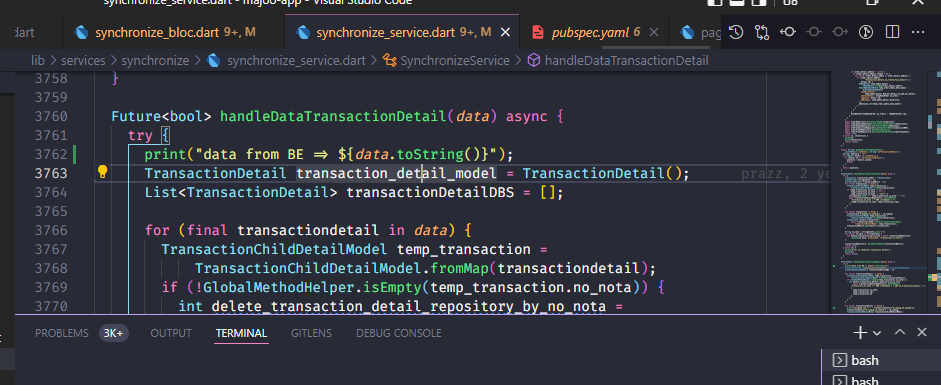 synchronize_service.dart - majoo-app - Visual Studio Code
dart synchronize_bloc.dart 9+, M synchronize_service.dart 9+, M pubspec.yaml 6 pag
lib > services > synchronize > synchronize_service.dart > SynchronizeService > handleDataTransactionDetail
3758 }
3759
3760 Future<bool> handleDataTransactionDetail(data) async {
3761 try {
3762 print("data from BE ⇒ ${data.toString()}");
3763 TransactionDetail transaction_detail_model = TransactionDetail(); prazz, 2 ye
3764 List<TransactionDetail> transactionDetailDBS = [];
3765
3766 for (final transactiondetail in data) {
3767 TransactionChildDetailModel temp_transaction =
3768 TransactionChildDetailModel.fromMap(transactiondetail);
3769 if (!GlobalMethodHelper.isEmpty(temp_transaction.no_nota)) {
3770 int delete_transaction_detail_repository_by_no_nota =
PROBLEMS 3K+ OUTPUT TERMINAL GITLENS DEBUG CONSOLE
bash
bash